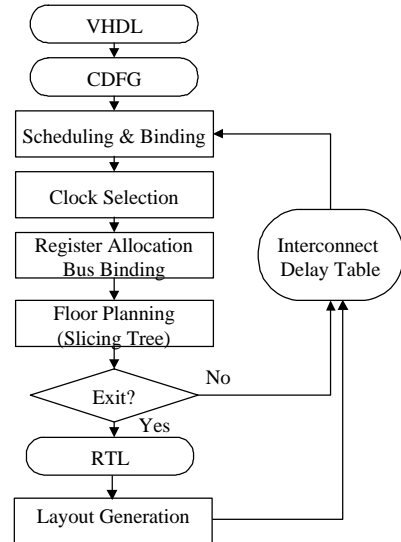 VHDL
CDFG
Scheduling & Binding
Clock Selection
Register Allocation
Bus Binding
Interconnect
Delay Table
Floor Planning
(Slicing Tree)
No
Exit?
Yes
RTL
Layout Generation